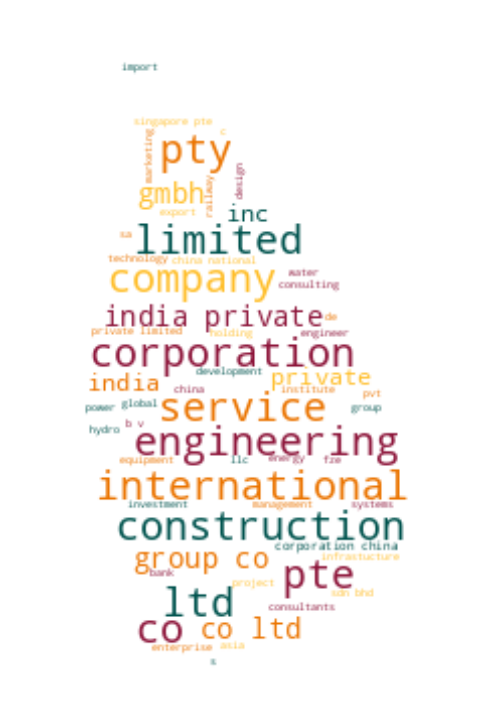 import
singapore pte
c
marketing
pty
design
railway
gmbh
export
inc
sa
limited
technology
china national
company
water
consulting
india private
de
private limited
holding
engineer
corporation
development
india
private
china
institute
pvt
power
global
service
group
hydro
b v
engineering
equipment
llc
energy
fze
international
investment
management
systems
construction
corporation china
group co
infrastucture
bank
pte
project
sdn bhd
ltd
consultants
co
co ltd
enterprise
asia
s